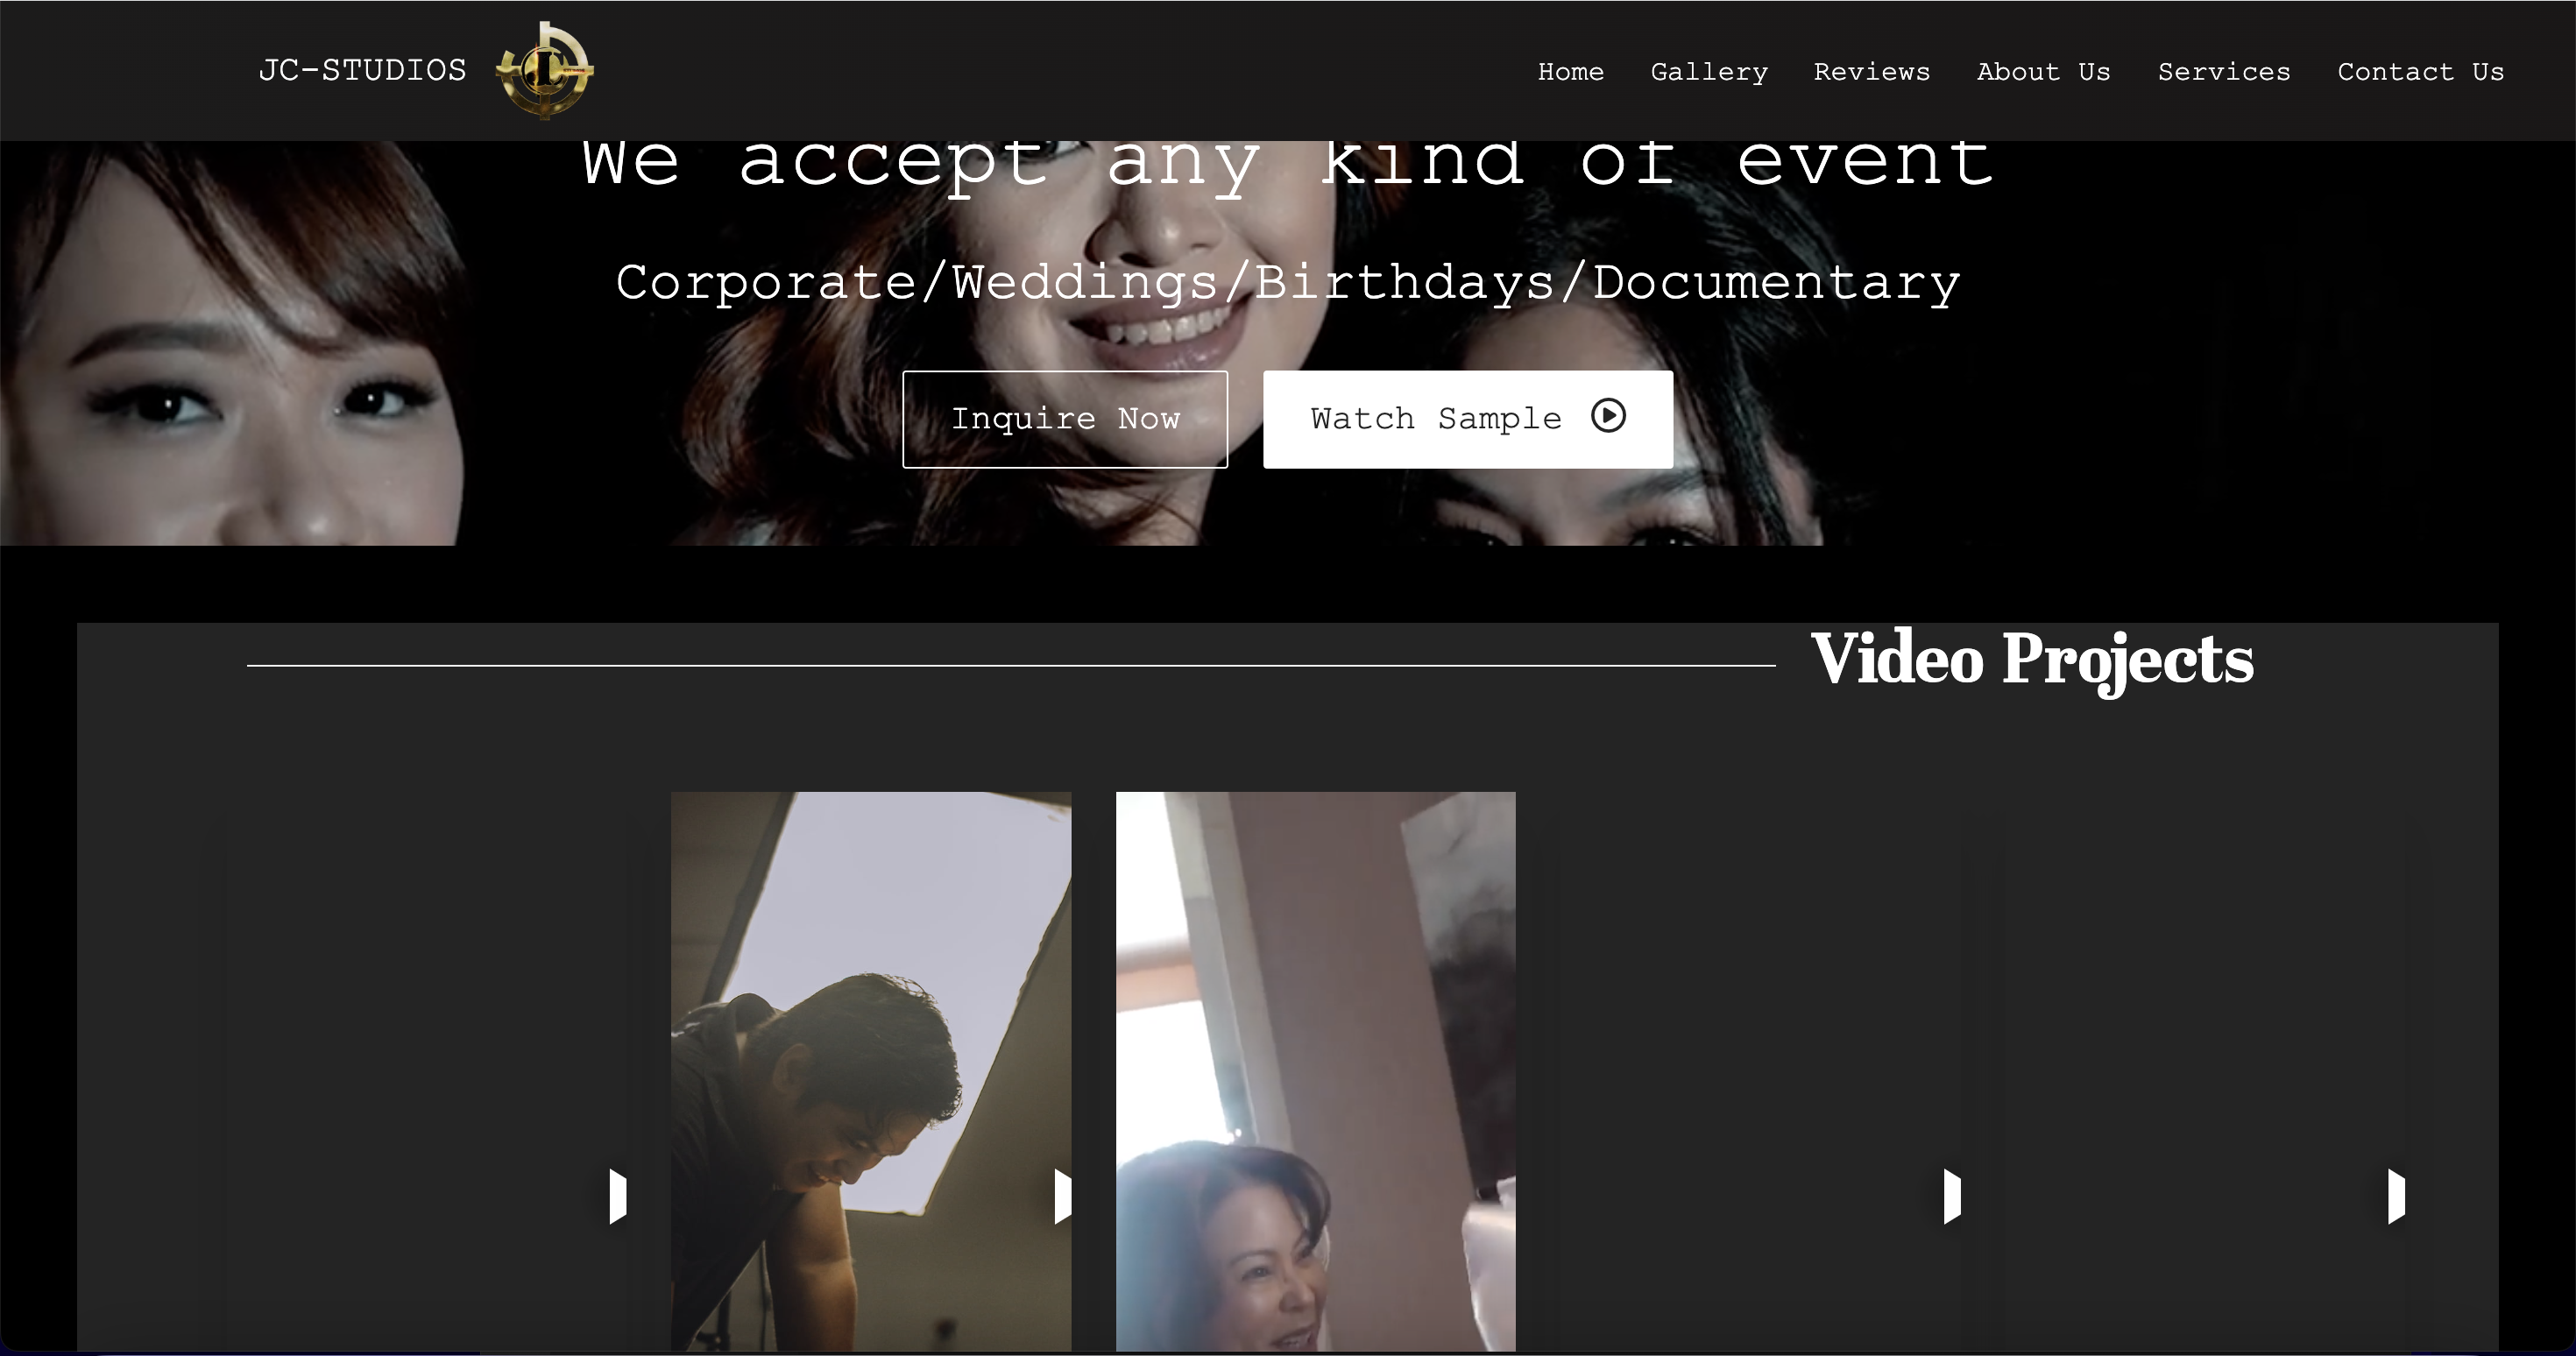 JC-STUDIOS
Home Gallery Reviews About Us Services Contact Us
We accept any kind of event
Corporate/Weddings/Birthdays/Documentary
Inquire Now
Watch Sample
Video Projects